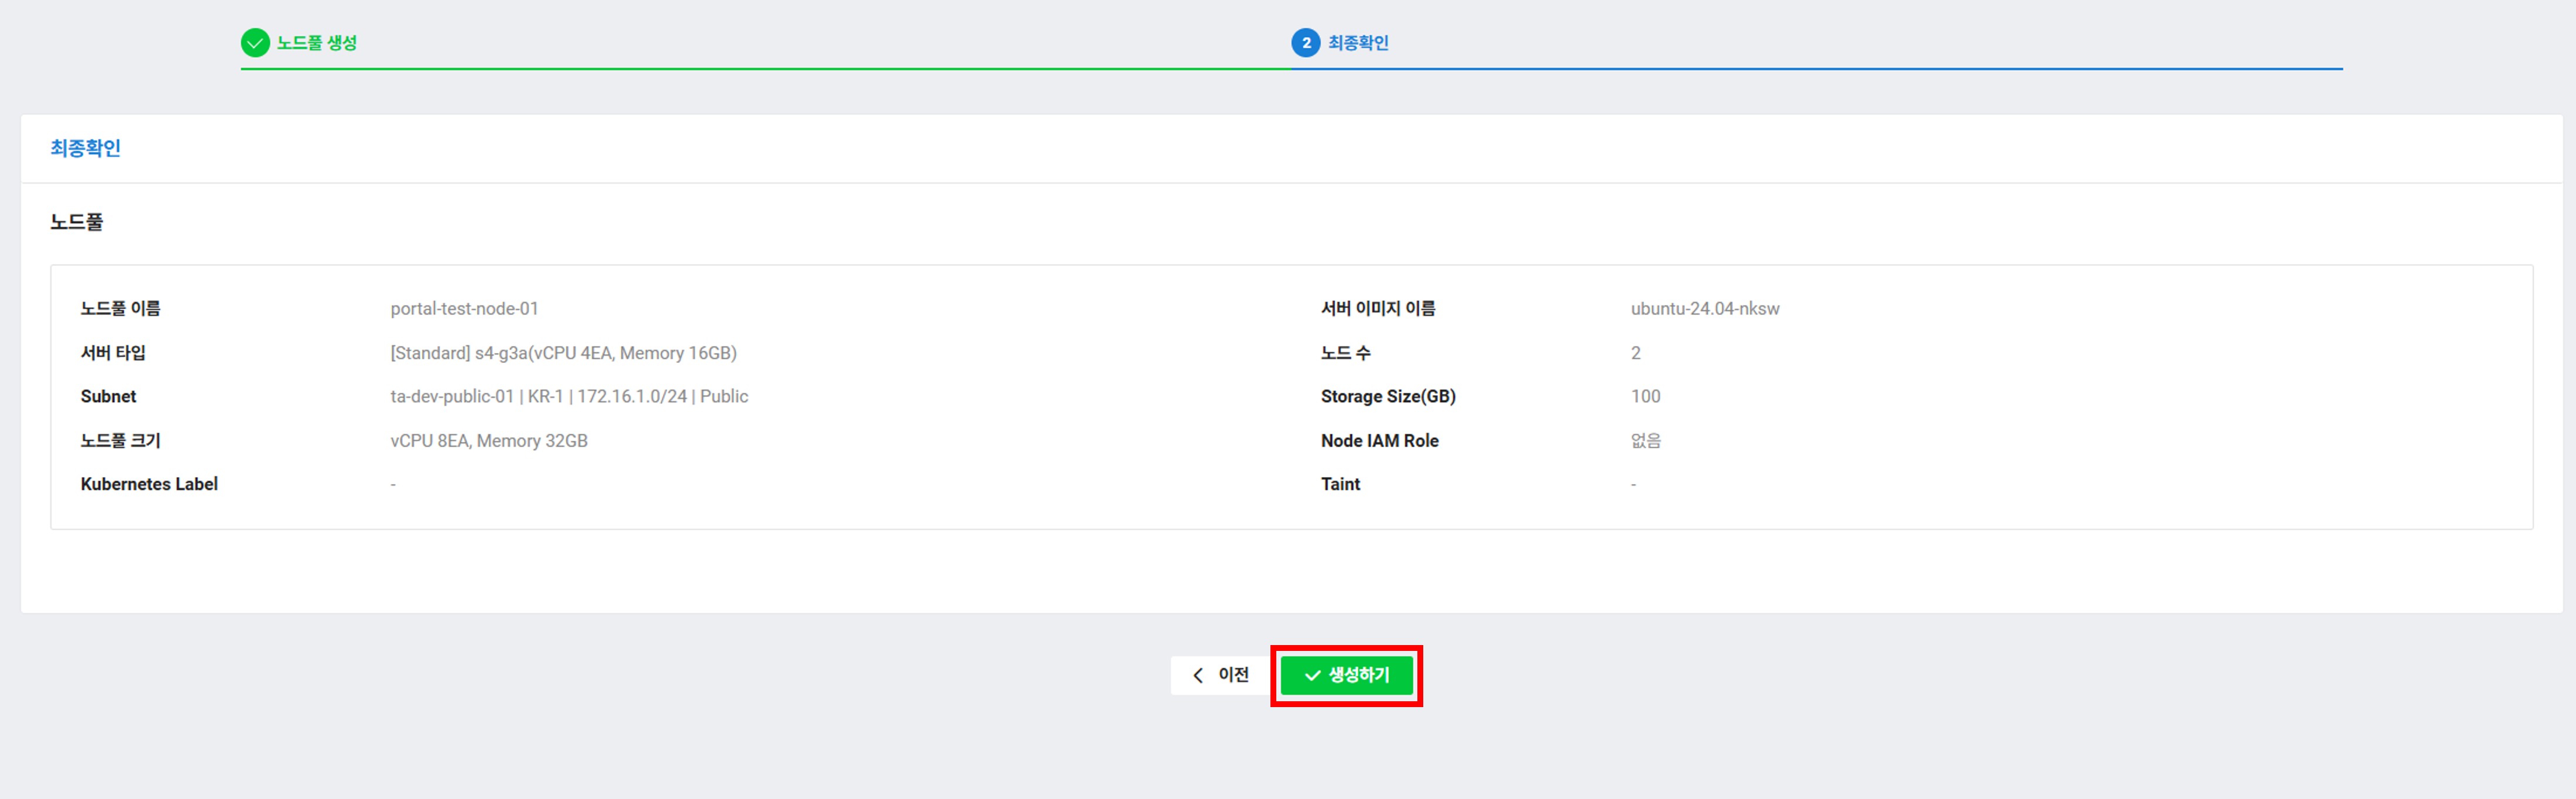 노드풀 생성
2 최종확인
최종확인
노드풀
노드풀 이름 portal-test-node-01 서버 이미지 이름 ubuntu-24.04-nksw
서버 타입 [Standard] s4-g3a(vCPU 4EA, Memory 16GB) 노드 수 2
Subnet ta-dev-public-01 | KR-1 | 172.16.1.0/24 | Public Storage Size(GB) 100
노드풀 크기 vCPU 8EA, Memory 32GB Node IAM Role 없음
Kubernetes Label - Taint -
이전 생성하기